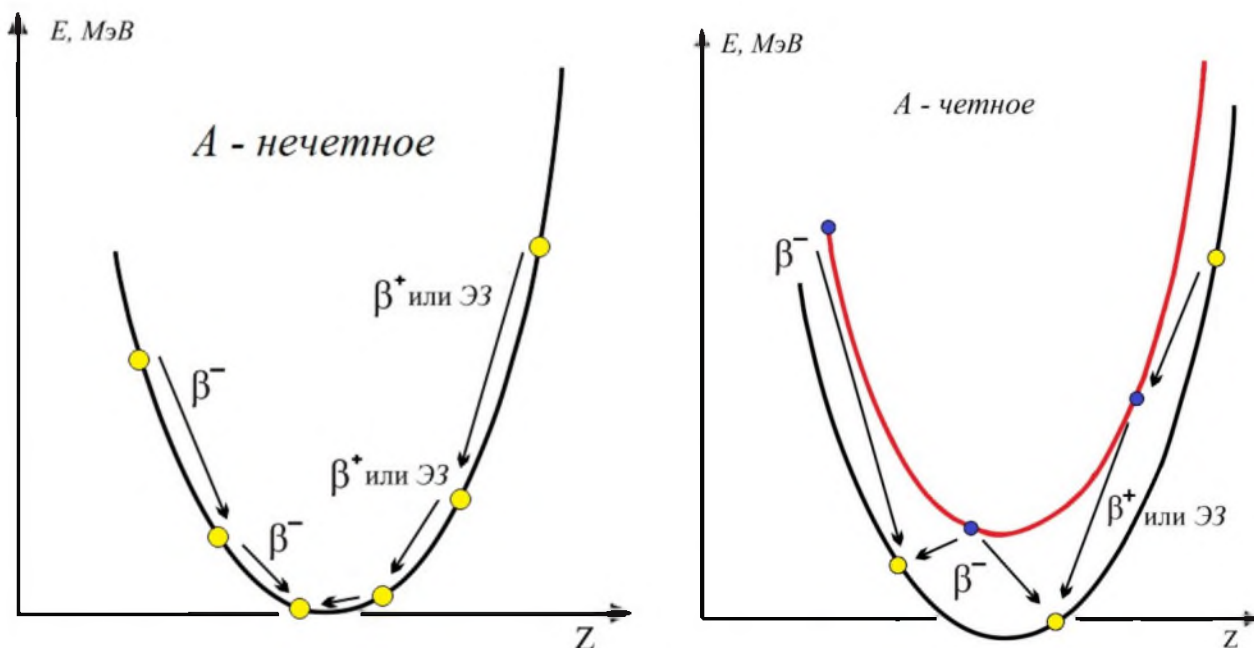 E, МэВ
А - нечетное
β⁺ или ЭЗ
β⁻
β⁺ или ЭЗ
β⁻
Z
E, МэВ
А - четное
β⁻
β⁺ или ЭЗ
β⁻
Z